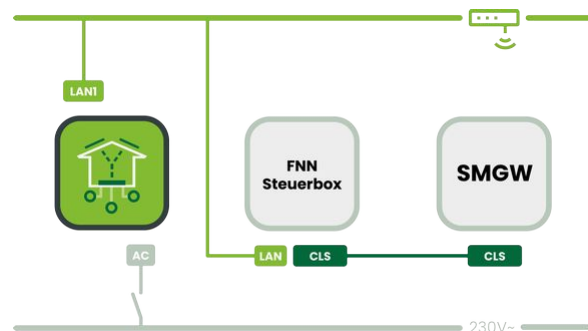 LAN1
FNN
Steuerbox
SMGW
AC
LAN
CLS
CLS
230V~